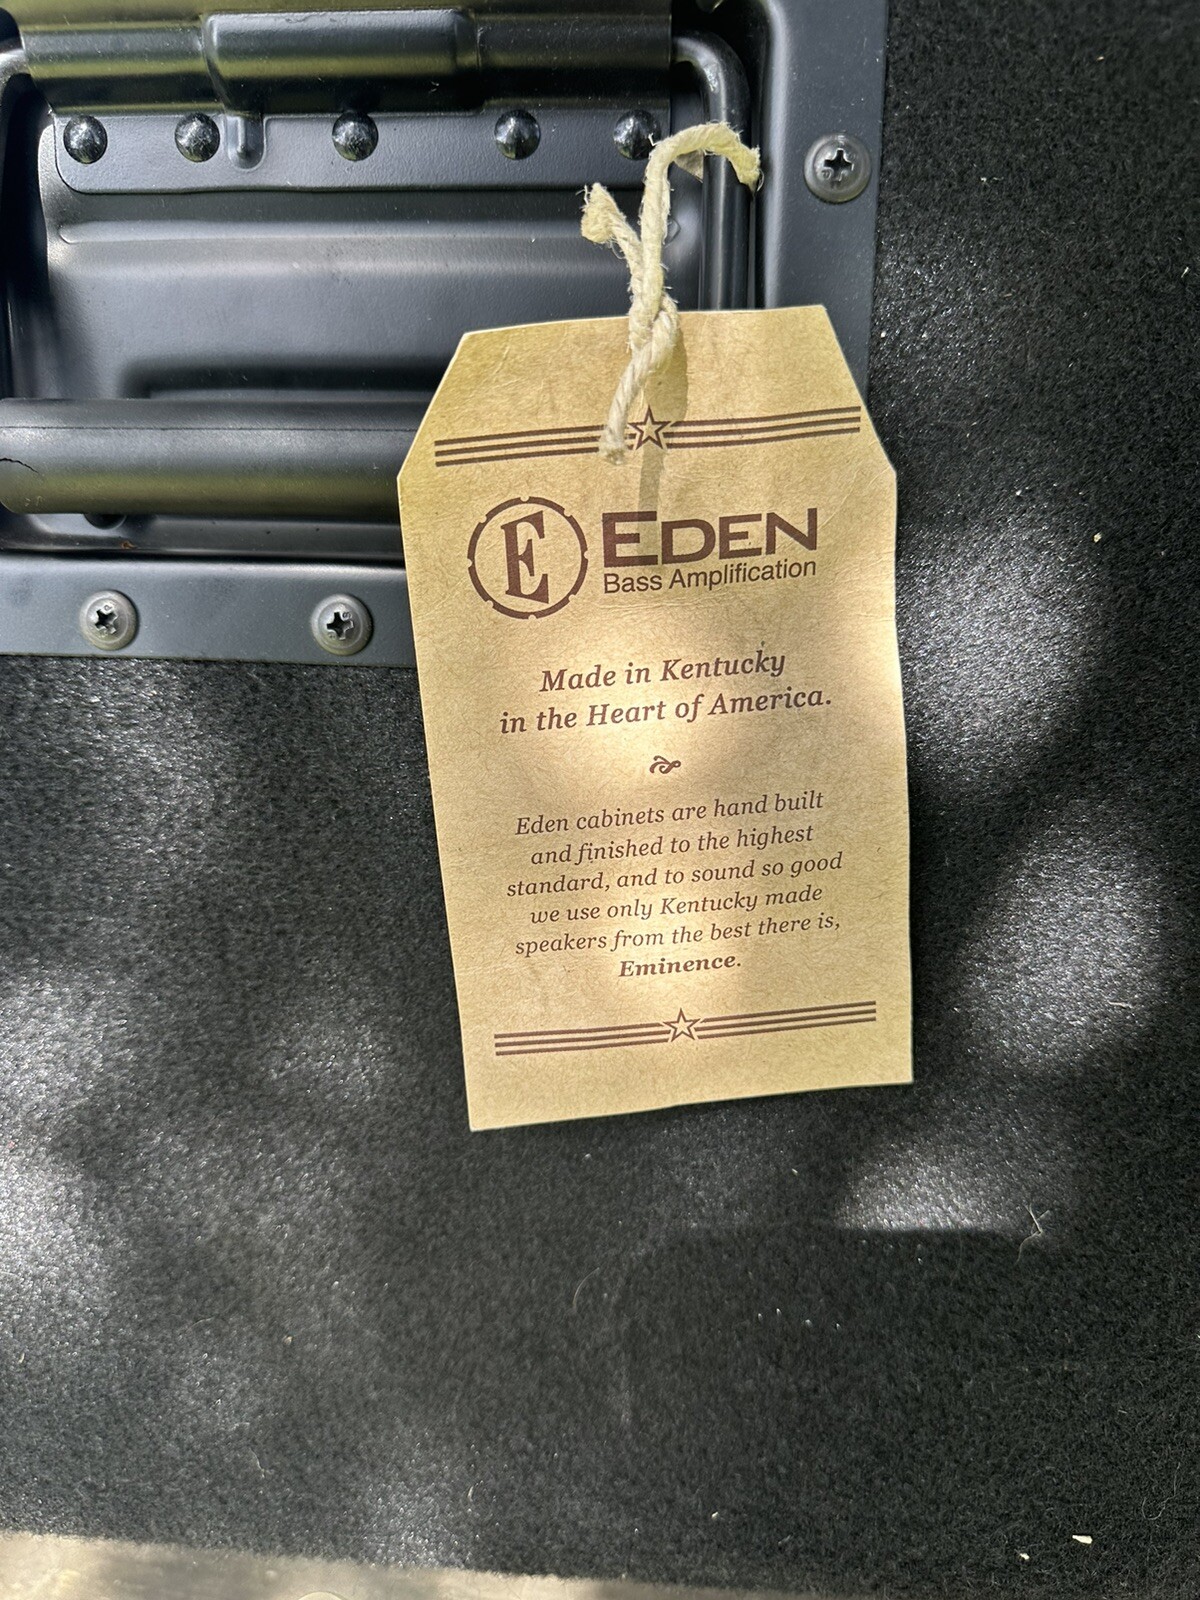 E
EDEN
Bass Amplification
Made in Kentucky
in the Heart of America.
Eden cabinets are hand built
and finished to the highest
standard, and to sound so good
we use only Kentucky made
speakers from the best there is,
Eminence.